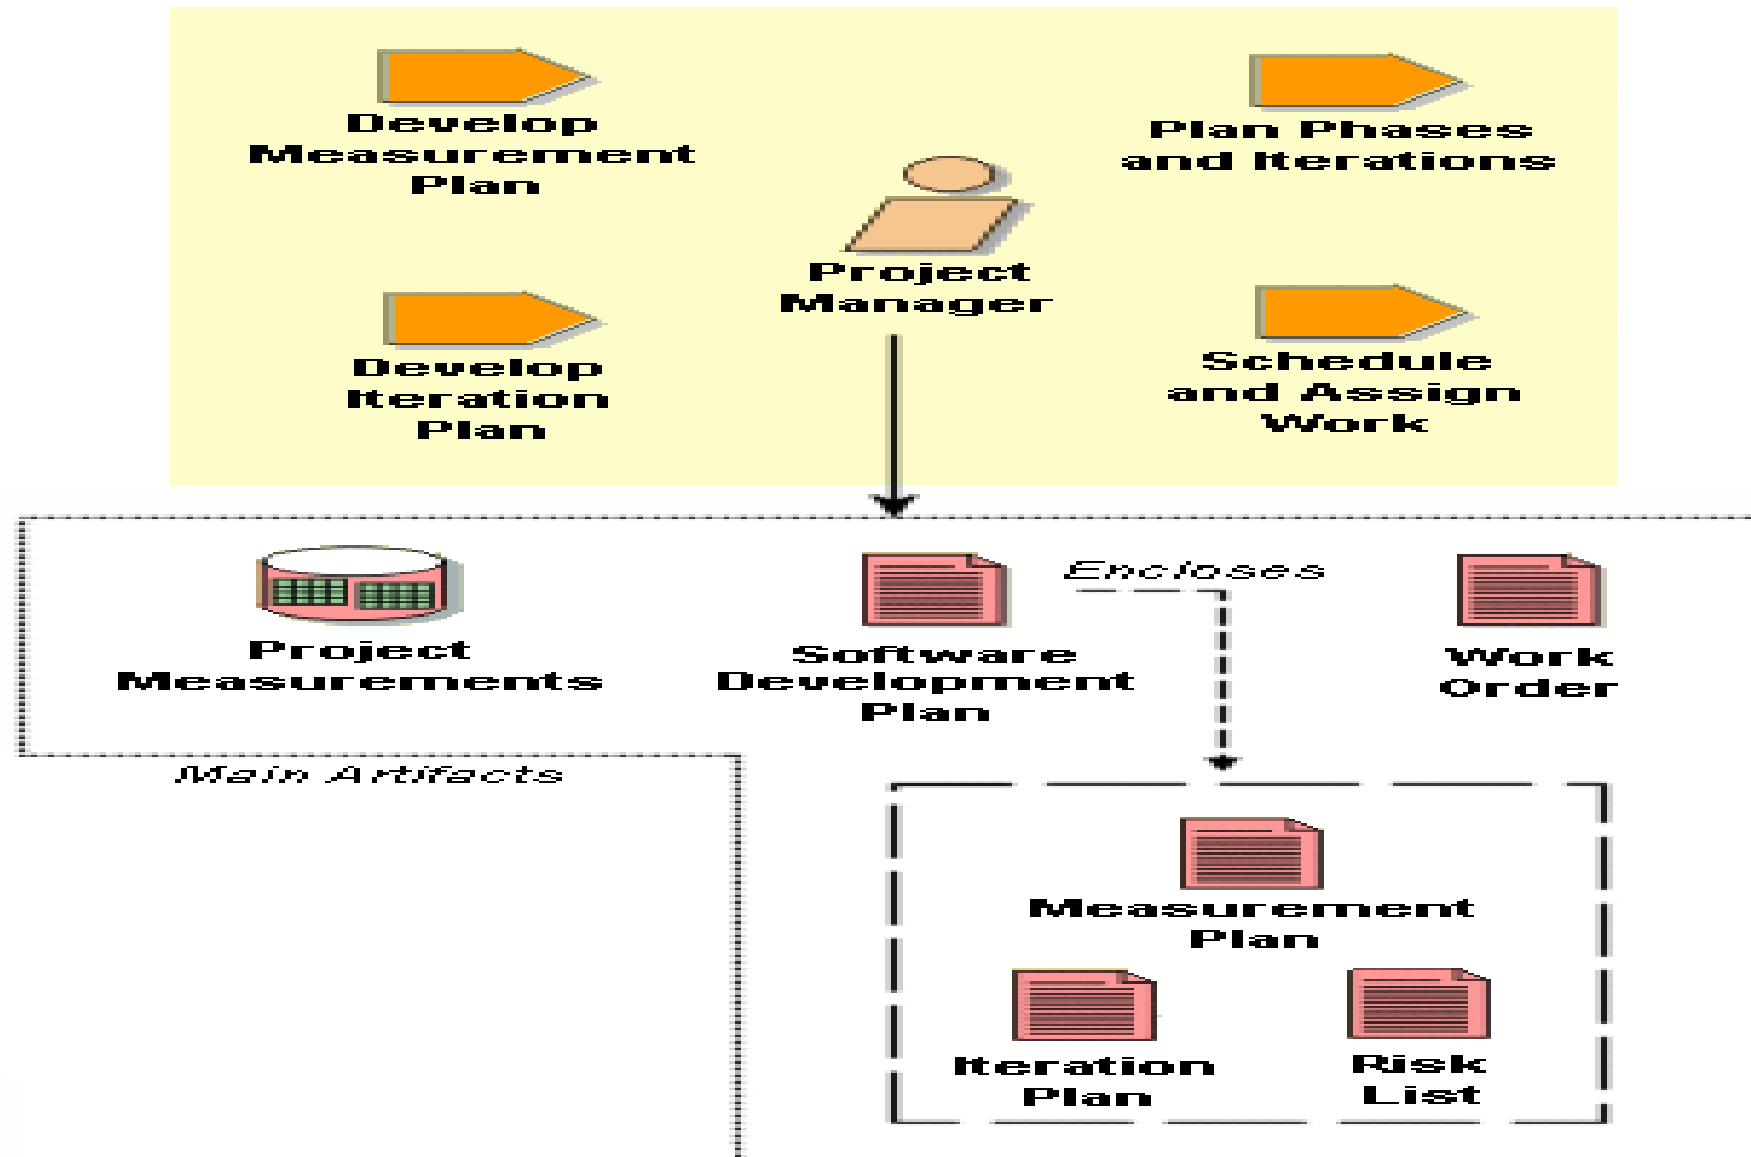 Develop
Measurement
Plan
Plan Phases
and Iterations
Project
Manager
Develop
Iteration
Plan
Schedule
and Assign
Work
Encloses
Project
Measurements
Software
Development
Plan
Work
Order
Main Artifacts
Measurement
Plan
Iteration
Plan
Risk
List